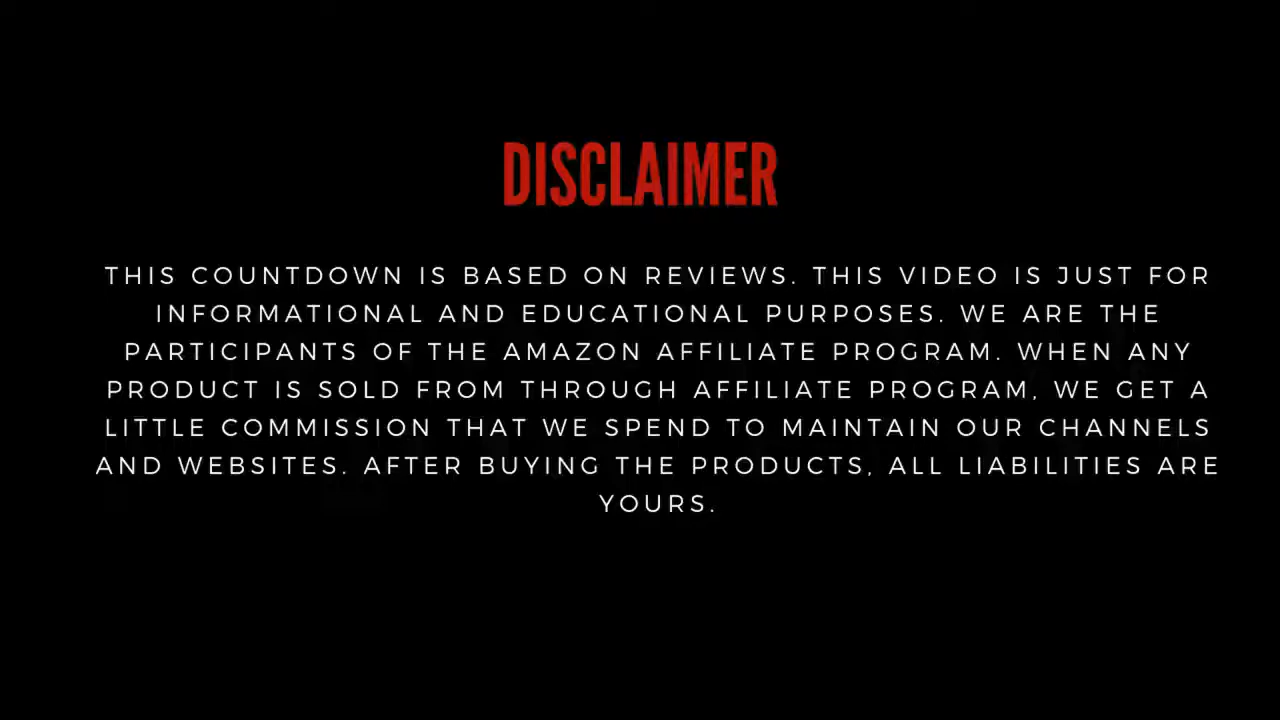 DISCLAIMER
THIS COUNTDOWN IS BASED ON REVIEWS. THIS VIDEO IS JUST FOR
INFORMATIONAL AND EDUCATIONAL PURPOSES. WE ARE THE
PARTICIPANTS OF THE AMAZON AFFILIATE PROGRAM. WHEN ANY
PRODUCT IS SOLD FROM THROUGH AFFILIATE PROGRAM, WE GET A
LITTLE COMMISSION THAT WE SPEND TO MAINTAIN OUR CHANNELS
AND WEBSITES. AFTER BUYING THE PRODUCTS, ALL LIABILITIES ARE
YOURS.